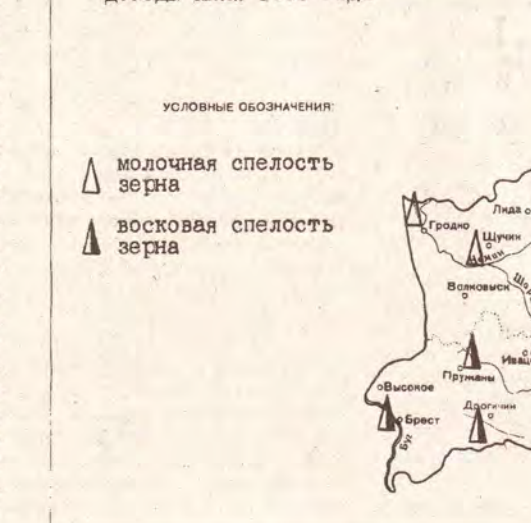 УСЛОВНЫЕ ОБОЗНАЧЕНИЯ:
молочная спелость
зерна
восковая спелость
зерна
Лида
Гродно
Щучин
Неман
Волковыск
Пружаны
Высокое
Дрогичин
Брест
Буг